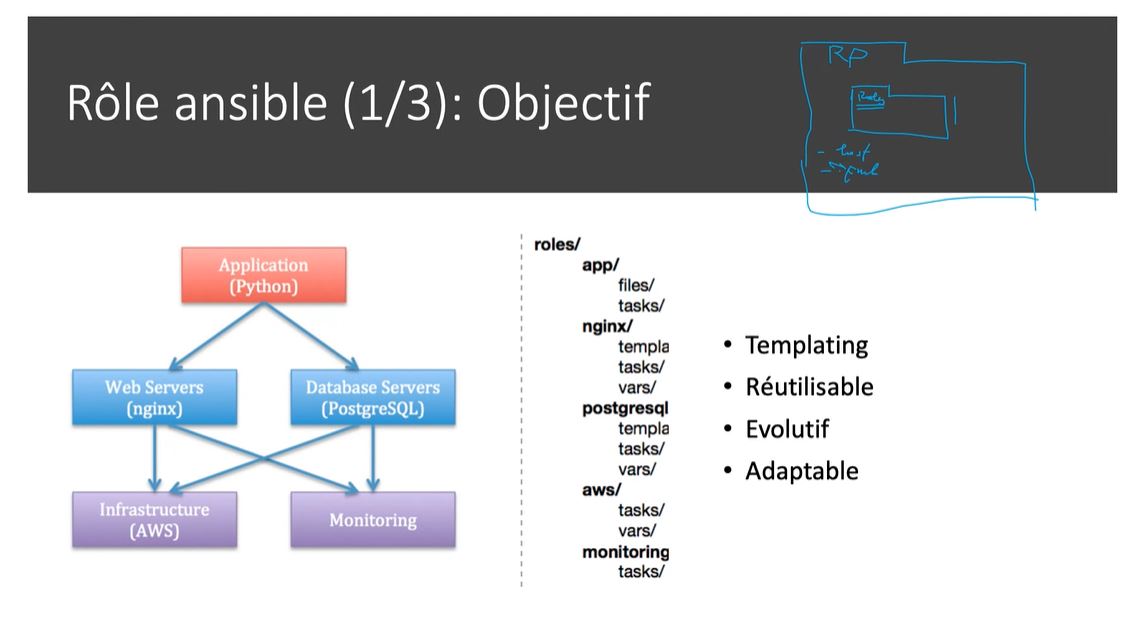 Rôle ansible (1/3): Objectif
RP
Roles
- host
Application
(Python)
Web Servers
(nginx)
Database Servers
(PostgreSQL)
Infrastructure
(AWS)
Monitoring
roles/
app/
files/
tasks/
nginx/
templa
tasks/
vars/
postgresql
templa
tasks/
vars/
aws/
tasks/
vars/
monitoring
tasks/
• Templating
• Réutilisable
• Evolutif
• Adaptable